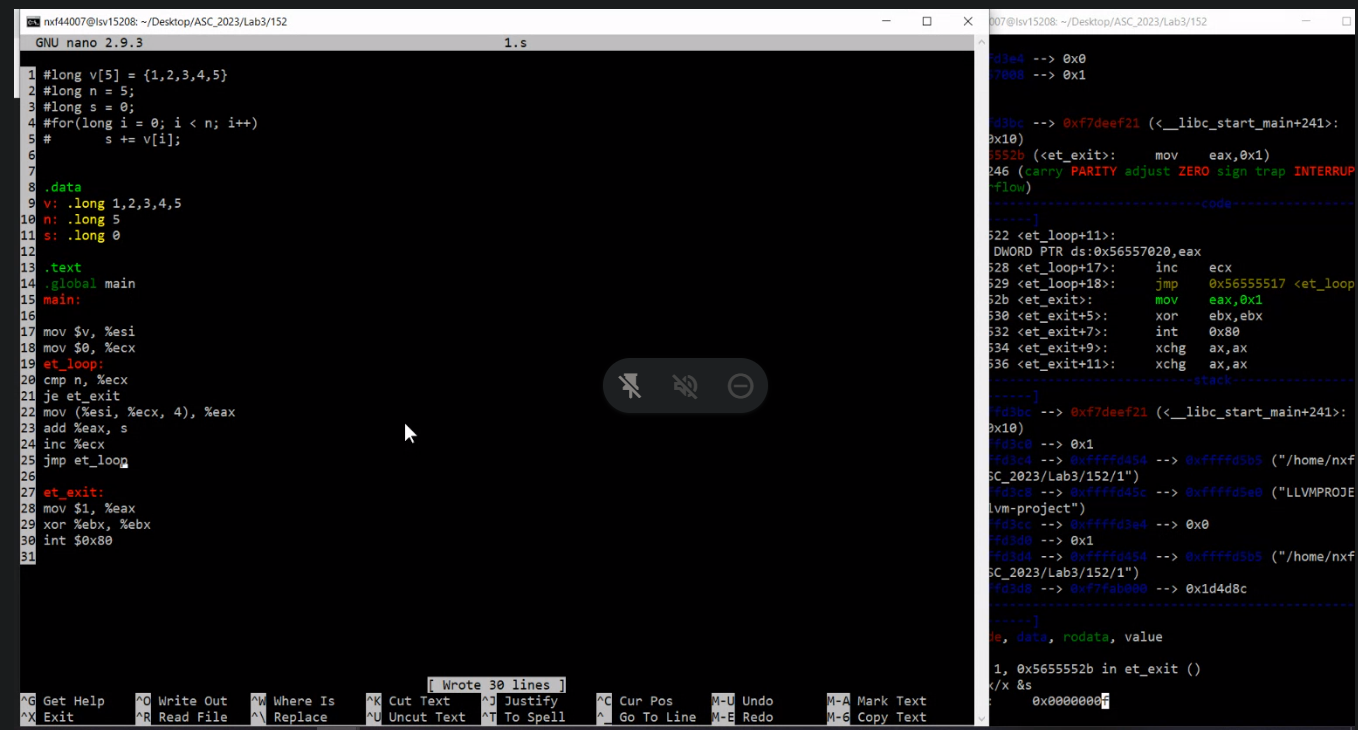 nxf44007@lsv15208: ~/Desktop/ASC_2023/Lab3/152
GNU nano 2.9.3 1.s
1 #long v[5] = {1,2,3,4,5}
2 #long n = 5;
3 #long s = 0;
4 #for(long i = 0; i < n; i++)
5 # s += v[i];
6
7
8 .data
9 v: .long 1,2,3,4,5
10 n: .long 5
11 s: .long 0
12
13 .text
14 .global main
15 main:
16
17 mov $v, %esi
18 mov $0, %ecx
19 et_loop:
20 cmp n, %ecx
21 je et_exit
22 mov (%esi, %ecx, 4), %eax
23 add %eax, s
24 inc %ecx
25 jmp et_loop
26
27 et_exit:
28 mov $1, %eax
29 xor %ebx, %ebx
30 int $0x80
31
[ Wrote 30 lines ]
^G Get Help ^O Write Out ^W Where Is ^K Cut Text ^J Justify ^C Cur Pos M-U Undo M-A Mark Text
^X Exit ^R Read File ^\ Replace ^U Uncut Text ^T To Spell ^_ Go To Line M-E Redo M-6 Copy Text
007@lsv15208: ~/Desktop/ASC_2023/Lab3/152
fd3e4 --> 0x0
7008 --> 0x1
fd3bc --> 0xf7deef21 (<__libc_start_main+241>:
0x10)
5552b (<et_exit>: mov eax,0x1)
246 (carry PARITY adjust ZERO sign trap INTERRUP
flow)
code
522 <et_loop+11>:
DWORD PTR ds:0x56557020,eax
528 <et_loop+17>: inc ecx
529 <et_loop+18>: jmp 0x56555517 <et_loop
52b <et_exit>: mov eax,0x1
530 <et_exit+5>: xor ebx,ebx
532 <et_exit+7>: int 0x80
534 <et_exit+9>: xchg ax,ax
536 <et_exit+11>: xchg ax,ax
stack
ffd3bc --> 0xf7deef21 (<__libc_start_main+241>:
0x10)
ffd3c0 --> 0x1
ffd3c4 --> 0xffffd454 --> 0xffffd5b5 ("/home/nxf
SC_2023/Lab3/152/1")
ffd3c8 --> 0xffffd45c --> 0xffffd5e0 ("LLVMPROJE
lvm-project")
ffd3cc --> 0xffffd3e4 --> 0x0
ffd3d0 --> 0x1
ffd3d4 --> 0xffffd454 --> 0xffffd5b5 ("/home/nxf
SC_2023/Lab3/152/1")
ffd3d8 --> 0xf7fab000 --> 0x1d4d8c
de, data, rodata, value
1, 0x5655552b in et_exit ()
x/x &s
0x0000000f